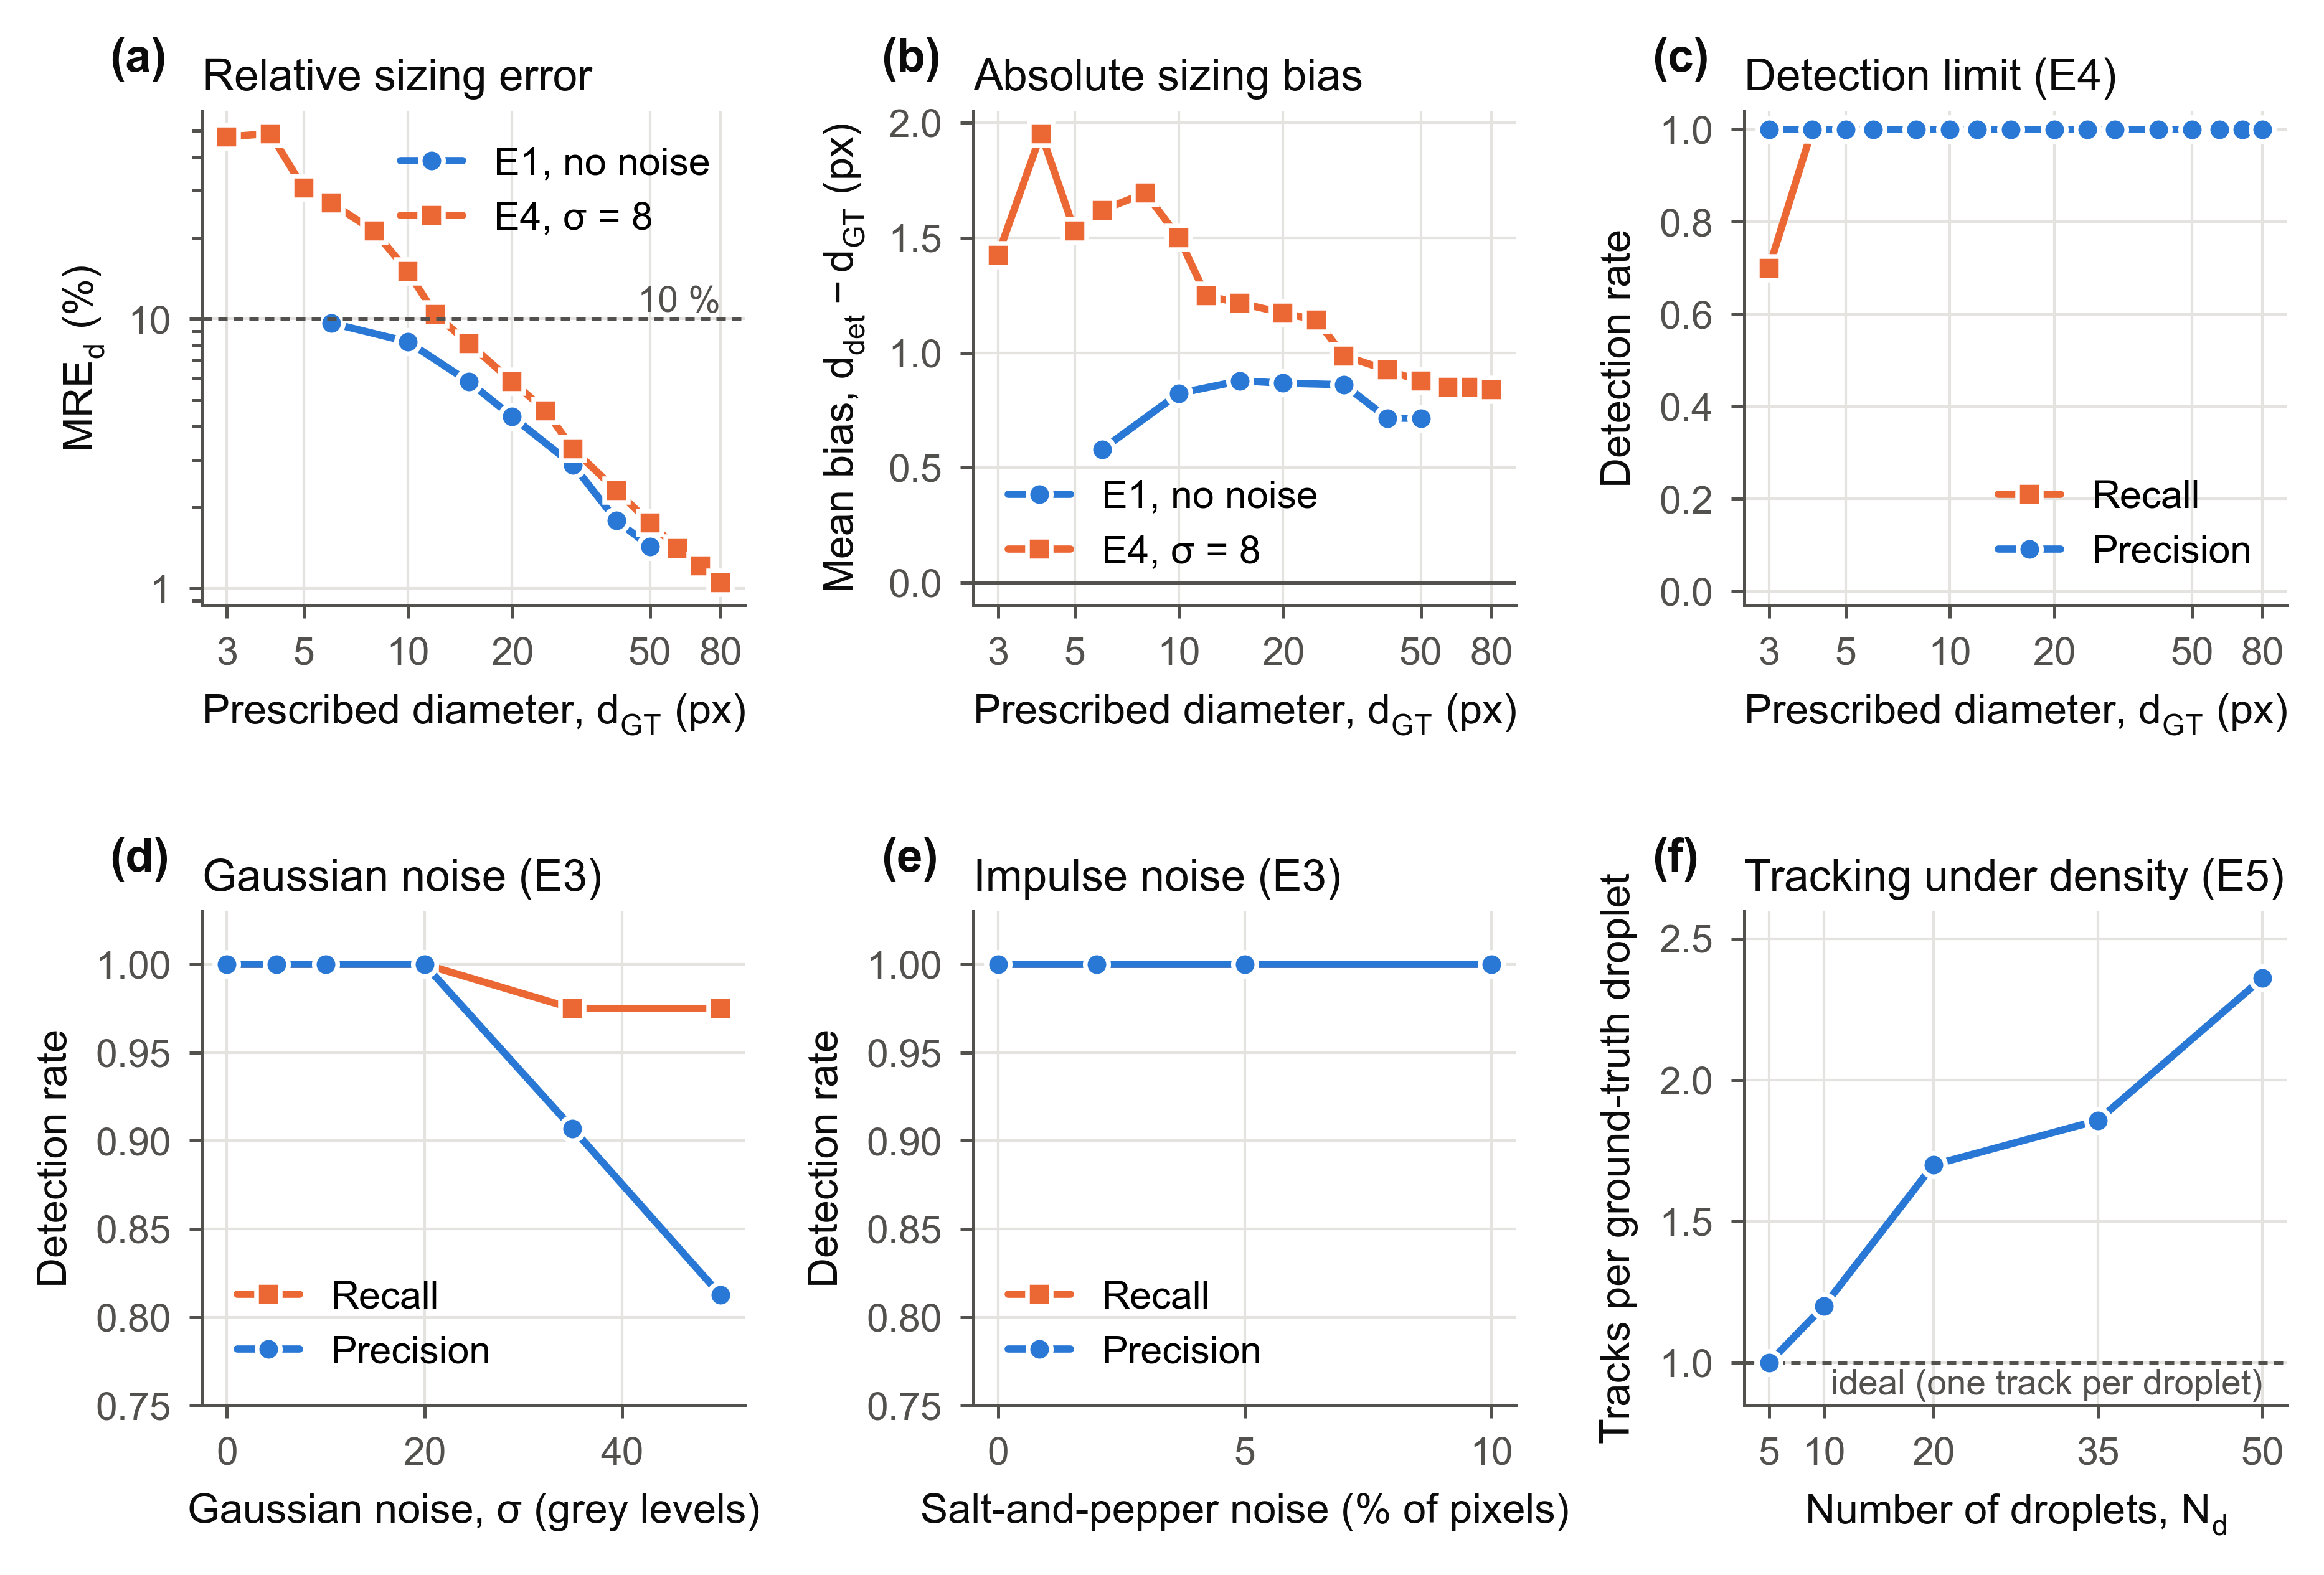 (a)
Relative sizing error
E1, no noise
E4, σ = 8
10 %
MRE_d (%)
10
1
3 5 10 20 50 80
Prescribed diameter, d_GT (px)
(b)
Absolute sizing bias
Mean bias, d_det − d_GT (px)
2.0
1.5
1.0
0.5
0.0
E1, no noise
E4, σ = 8
3 5 10 20 50 80
Prescribed diameter, d_GT (px)
(c)
Detection limit (E4)
Detection rate
1.0
0.8
0.6
0.4
0.2
0.0
Recall
Precision
3 5 10 20 50 80
Prescribed diameter, d_GT (px)
(d)
Gaussian noise (E3)
Detection rate
1.00
0.95
0.90
0.85
0.80
0.75
Recall
Precision
0 20 40
Gaussian noise, σ (grey levels)
(e)
Impulse noise (E3)
Detection rate
1.00
0.95
0.90
0.85
0.80
0.75
Recall
Precision
0 5 10
Salt-and-pepper noise (% of pixels)
(f)
Tracking under density (E5)
Tracks per ground-truth droplet
2.5
2.0
1.5
1.0
ideal (one track per droplet)
5 10 20 35 50
Number of droplets, N_d